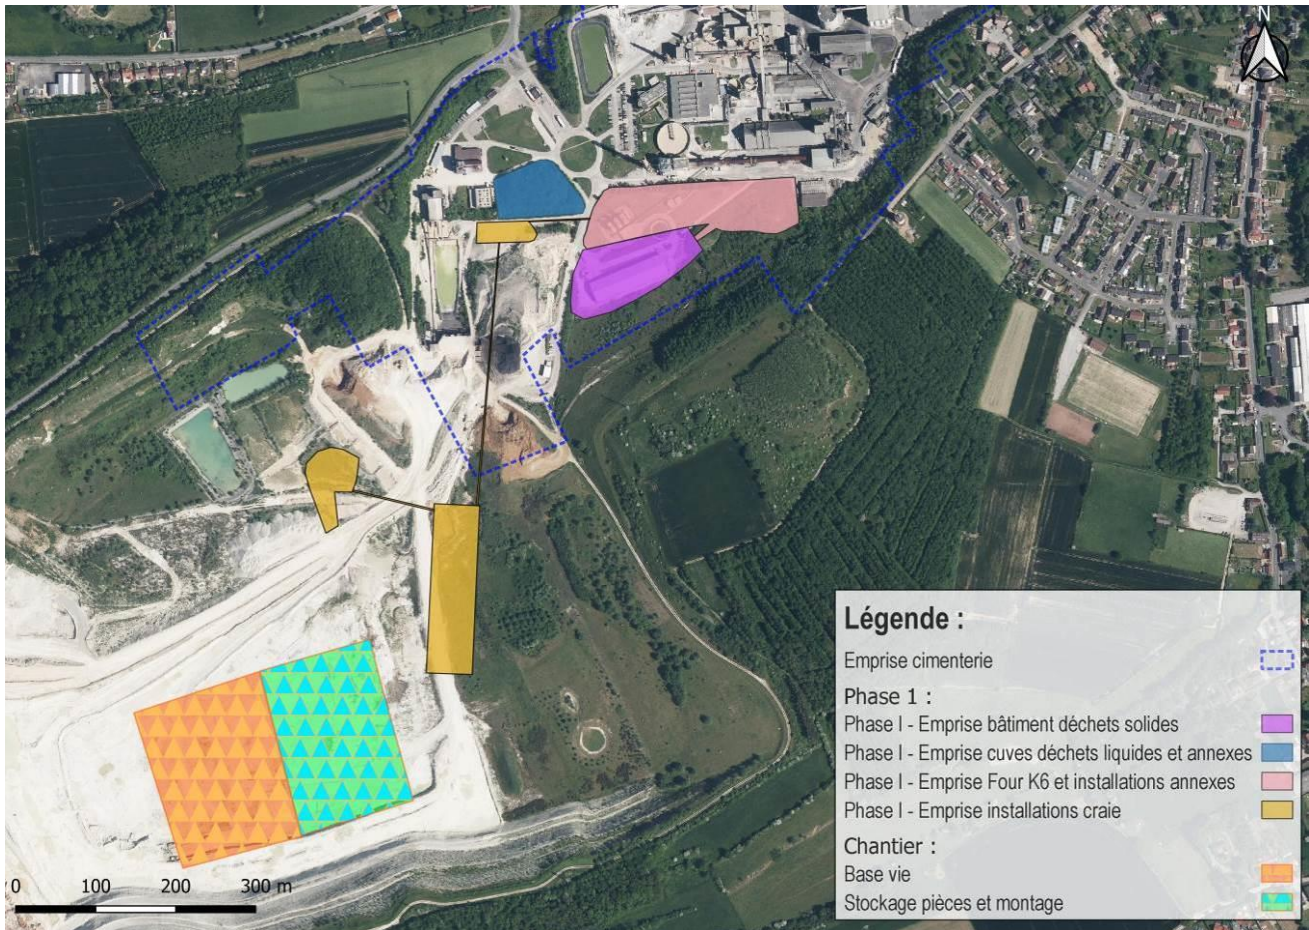 N
Légende :
Emprise cimenterie
Phase 1 :
Phase I - Emprise bâtiment déchets solides
Phase I - Emprise cuves déchets liquides et annexes
Phase I - Emprise Four K6 et installations annexes
Phase I - Emprise installations craie
Chantier :
Base vie
Stockage pièces et montage
0 100 200 300 m